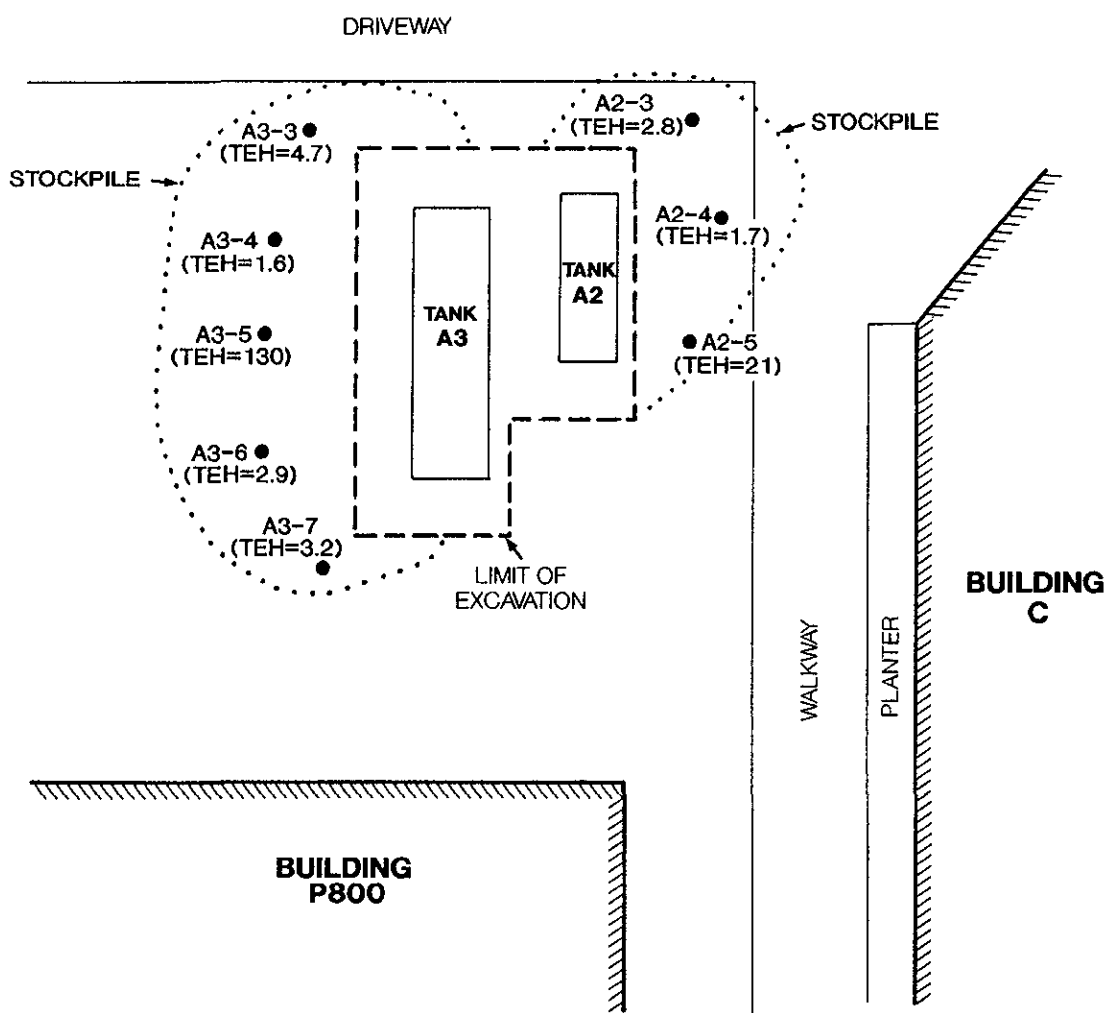 DRIVEWAY
A3-3
(TEH=4.7)
A2-3
(TEH=2.8)
STOCKPILE
STOCKPILE
A3-4
(TEH=1.6)
A2-4
(TEH=1.7)
TANK
A2
TANK
A3
A3-5
(TEH=130)
A2-5
(TEH=21)
A3-6
(TEH=2.9)
A3-7
(TEH=3.2)
LIMIT OF
EXCAVATION
BUILDING
C
WALKWAY
PLANTER
BUILDING
P800